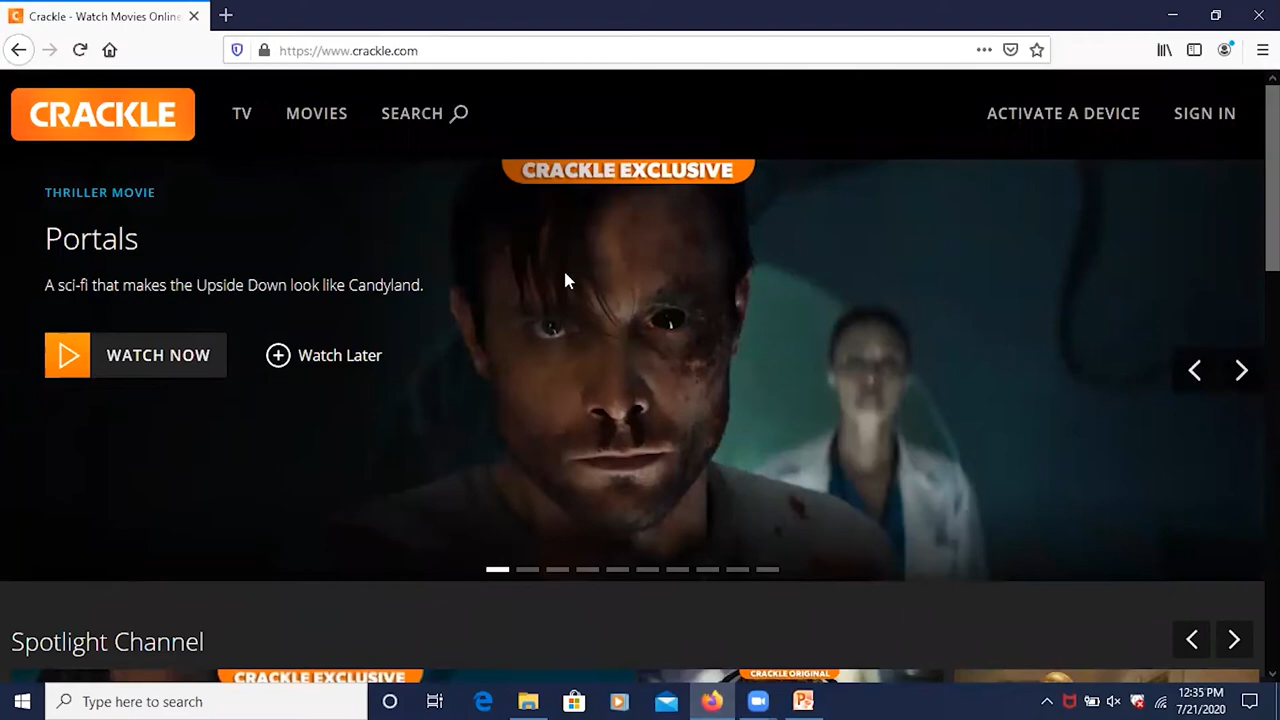 Crackle - Watch Movies Online
https://www.crackle.com
CRACKLE
TV
MOVIES
SEARCH
ACTIVATE A DEVICE
SIGN IN
CRACKLE EXCLUSIVE
THRILLER MOVIE
Portals
A sci-fi that makes the Upside Down look like Candyland.
WATCH NOW
Watch Later
Spotlight Channel
CRACKLE EXCLUSIVE
CRACKLE ORIGINAL
Type here to search
12:35 PM
7/21/2020